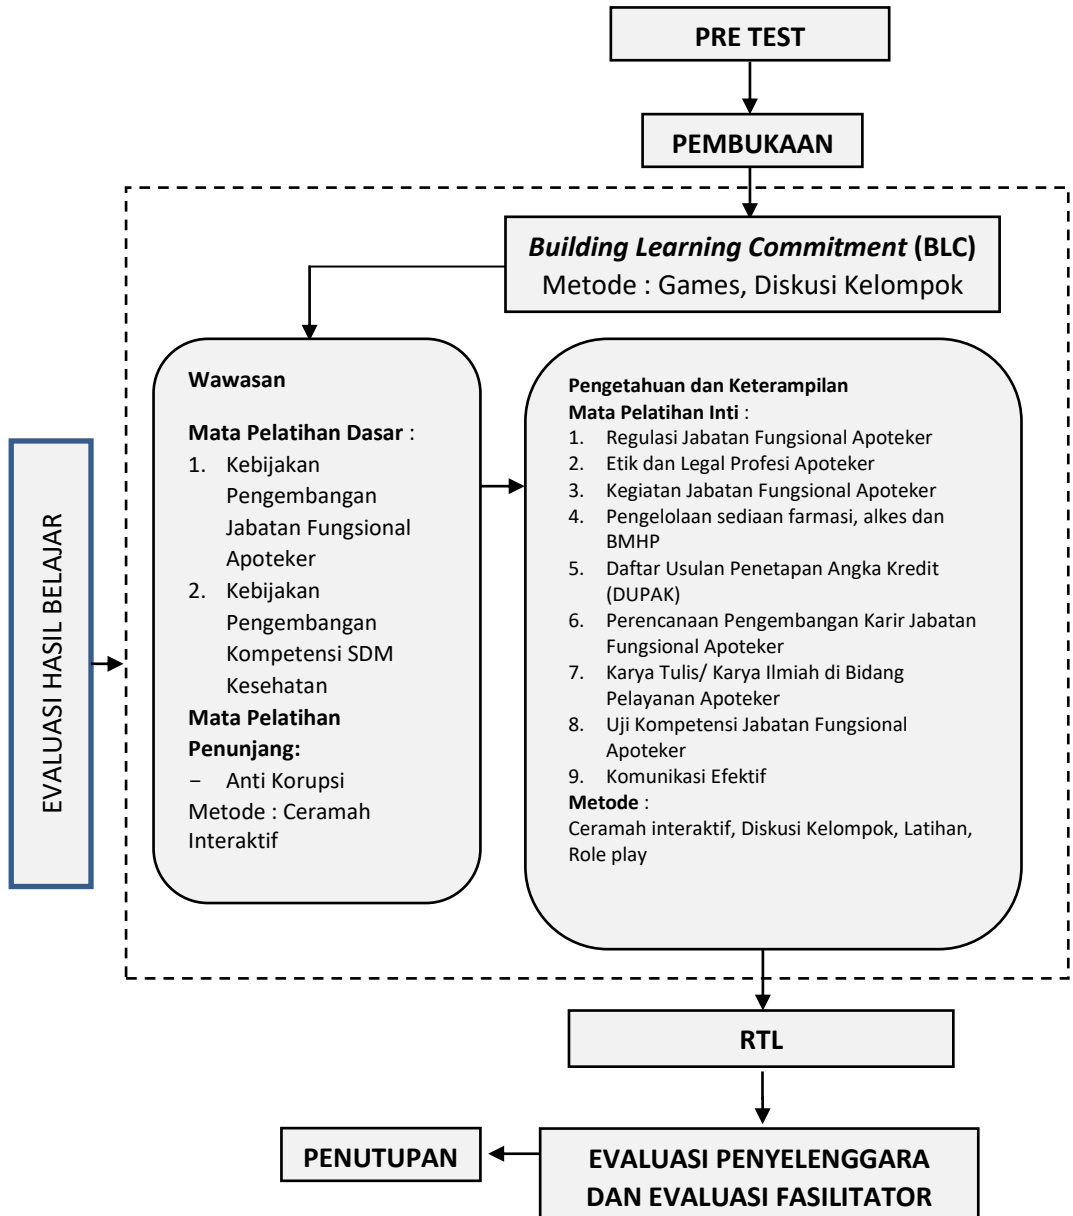 PRE TEST
PEMBUKAAN
Building Learning Commitment (BLC)
Metode : Games, Diskusi Kelompok
EVALUASI HASIL BELAJAR
Wawasan
Mata Pelatihan Dasar :
1. Kebijakan
Pengembangan
Jabatan Fungsional
Apoteker
2. Kebijakan
Pengembangan
Kompetensi SDM
Kesehatan
Mata Pelatihan
Penunjang:
− Anti Korupsi
Metode : Ceramah
Interaktif
Pengetahuan dan Keterampilan
Mata Pelatihan Inti :
1. Regulasi Jabatan Fungsional Apoteker
2. Etik dan Legal Profesi Apoteker
3. Kegiatan Jabatan Fungsional Apoteker
4. Pengelolaan sediaan farmasi, alkes dan
BMHP
5. Daftar Usulan Penetapan Angka Kredit
(DUPAK)
6. Perencanaan Pengembangan Karir Jabatan
Fungsional Apoteker
7. Karya Tulis/ Karya Ilmiah di Bidang
Pelayanan Apoteker
8. Uji Kompetensi Jabatan Fungsional
Apoteker
9. Komunikasi Efektif
Metode :
Ceramah interaktif, Diskusi Kelompok, Latihan,
Role play
RTL
EVALUASI PENYELENGGARA
DAN EVALUASI FASILITATOR
PENUTUPAN